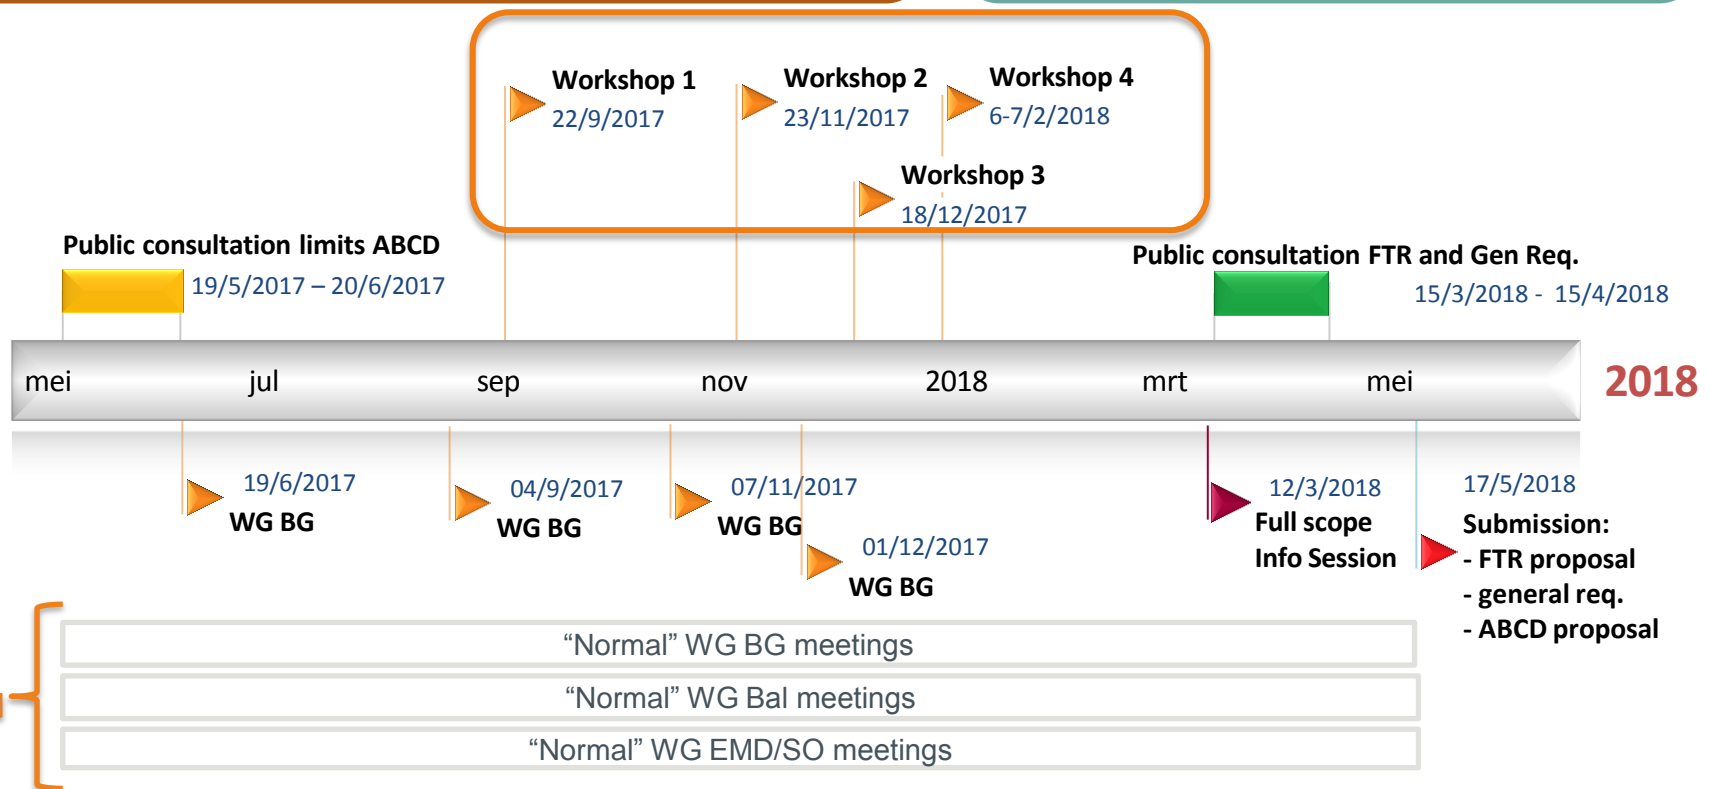 Workshop 1
22/9/2017
Workshop 2
23/11/2017
Workshop 4
6-7/2/2018
Workshop 3
18/12/2017
Public consultation limits ABCD
19/5/2017 – 20/6/2017
Public consultation FTR and Gen Req.
15/3/2018 - 15/4/2018
mei jul sep nov 2018 mrt mei
2018
19/6/2017
WG BG
04/9/2017
WG BG
07/11/2017
WG BG
01/12/2017
WG BG
12/3/2018
Full scope
Info Session
17/5/2018
Submission:
- FTR proposal
- general req.
- ABCD proposal
“Normal” WG BG meetings
“Normal” WG Bal meetings
“Normal” WG EMD/SO meetings